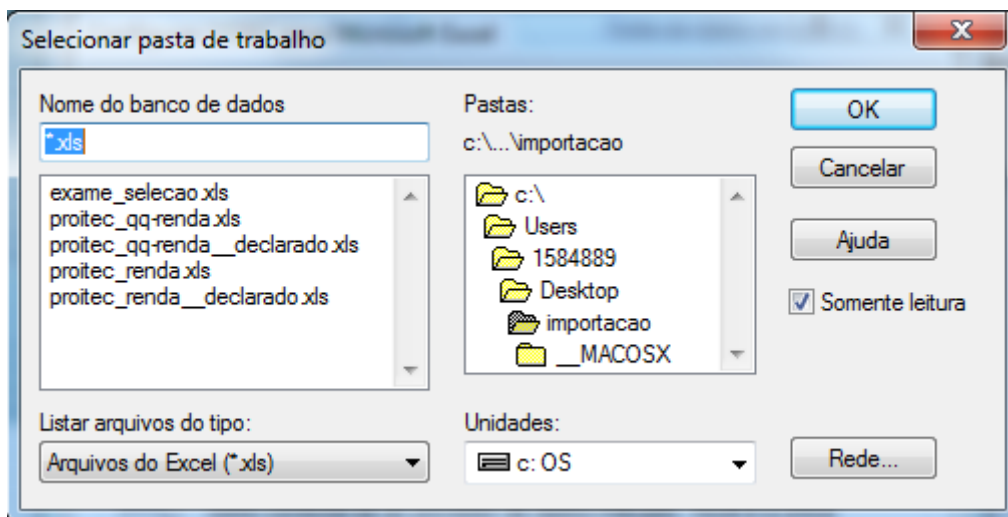 Selecionar pasta de trabalho
Nome do banco de dados
*.xls
exame_selecao.xls
proitec_qq-renda.xls
proitec_qq-renda__declarado.xls
proitec_renda.xls
proitec_renda__declarado.xls
Listar arquivos do tipo:
Arquivos do Excel (*.xls)
Pastas:
c:\...\importacao
c:\
Users
1584889
Desktop
importacao
__MACOSX
Unidades:
c: OS
OK
Cancelar
Ajuda
Somente leitura
Rede...